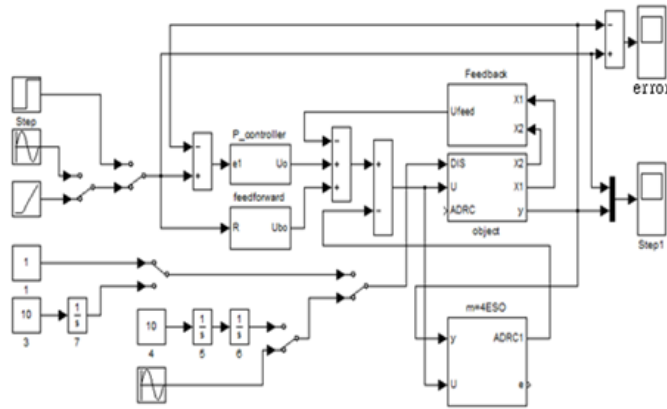 error
Feedback
Ufeed
X1
X2
Step
P_controller
e1
Uo
DIS
U
ADRC
X2
X1
y
object
feedforward
R
Ubo
Step1
1
1
10
3
1
s
7
10
4
1
s
5
1
s
6
m=4ESO
y
U
ADRC1
e